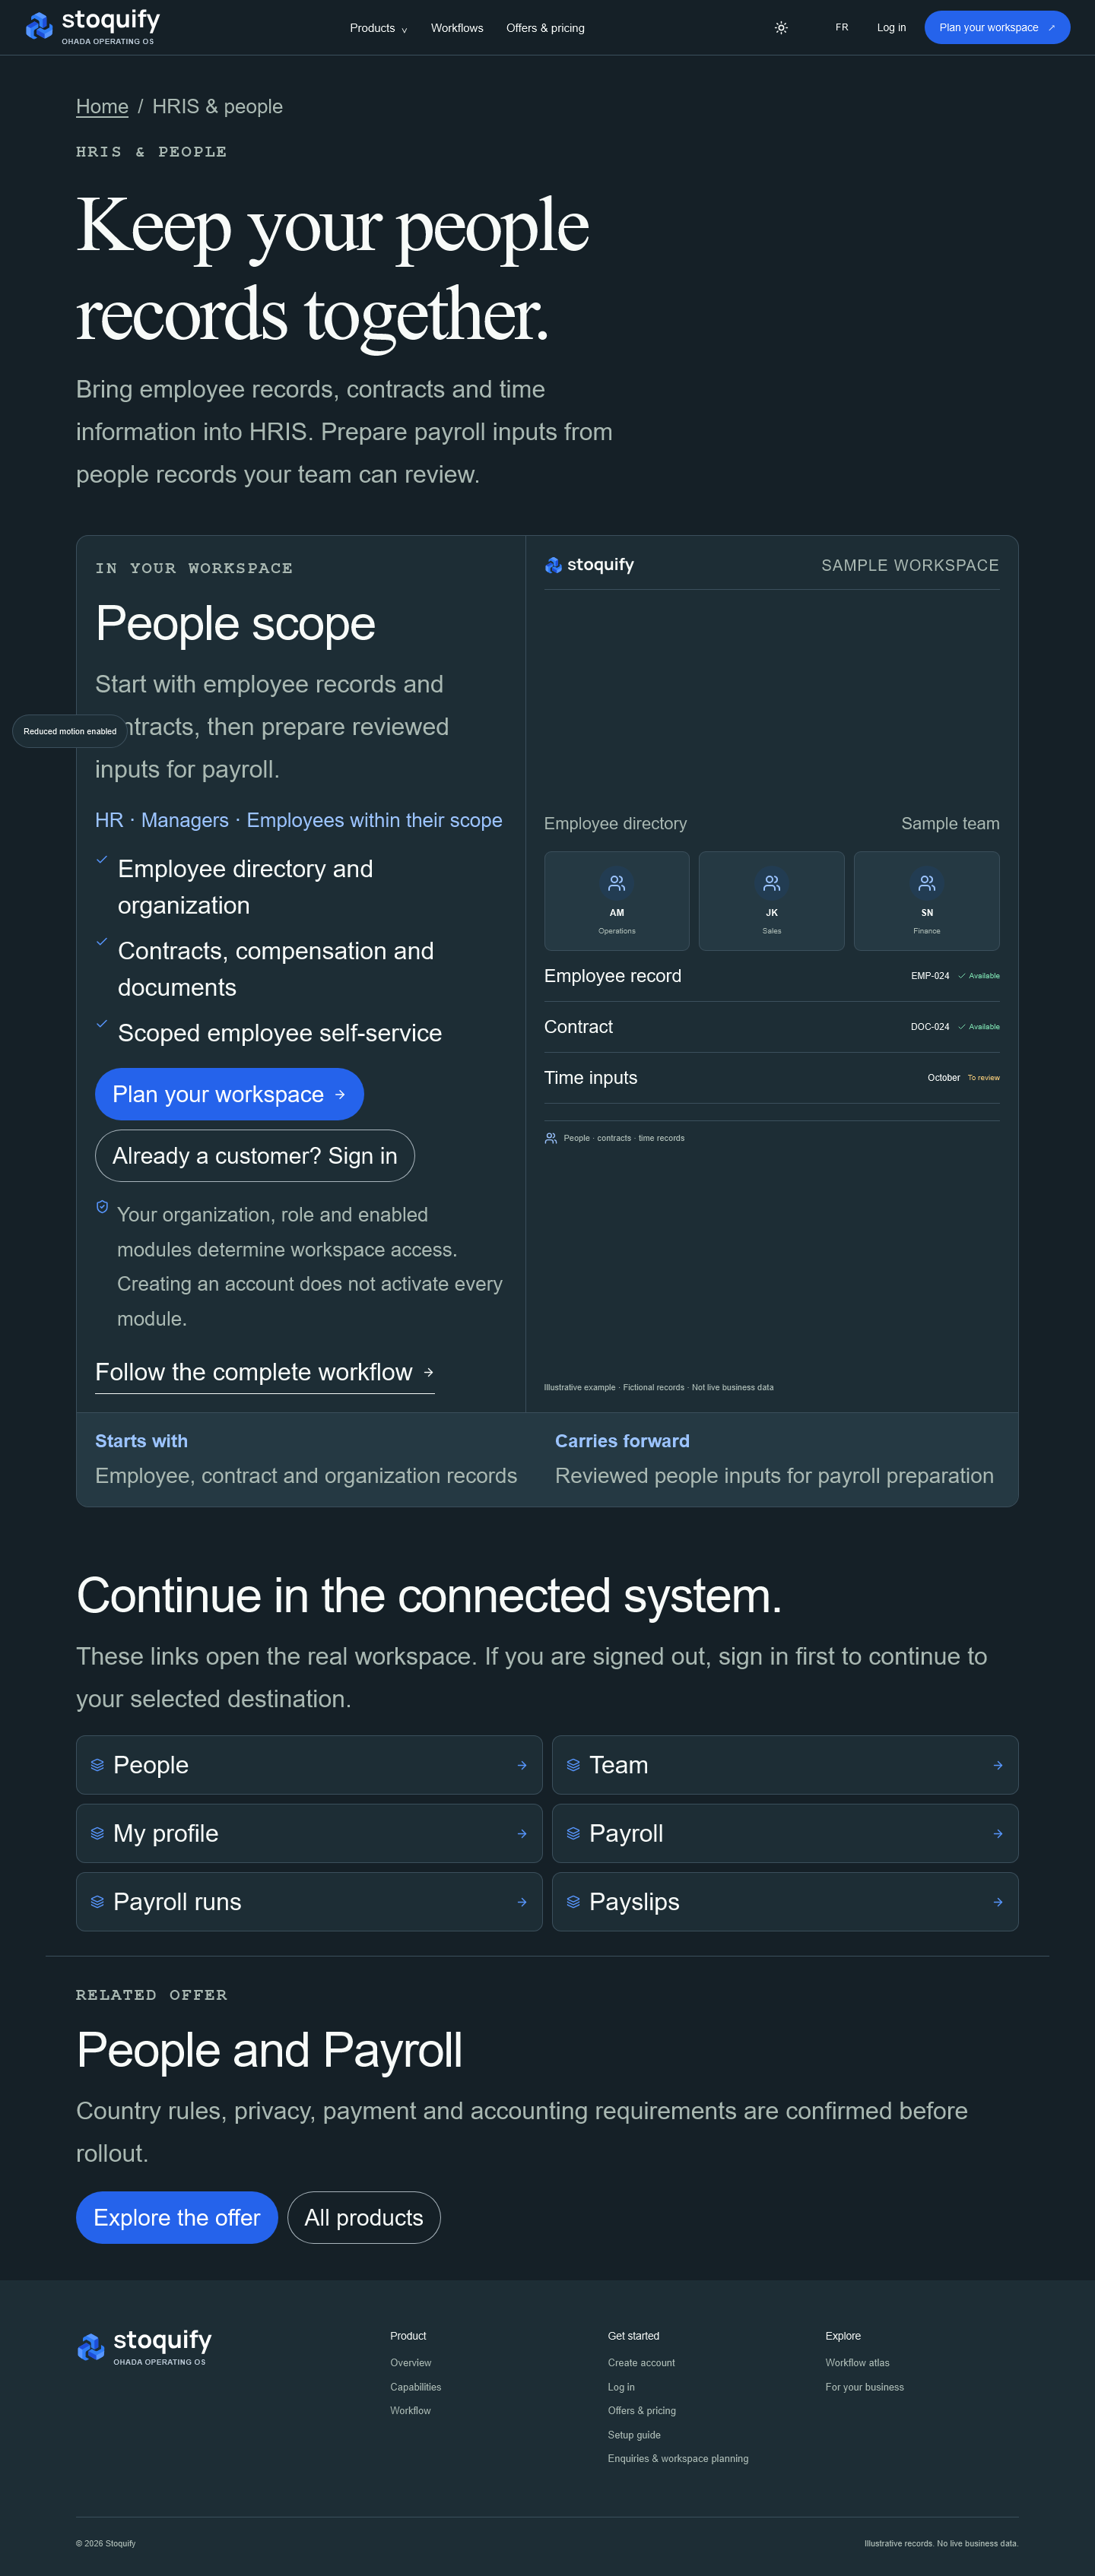 stoquify
OHADA OPERATING OS
Products
Workflows
Offers & pricing
FR
Log in
Plan your workspace ↗
Home / HRIS & people
HRIS & PEOPLE
Keep your people
records together.
Bring employee records, contracts and time
information into HRIS. Prepare payroll inputs from
people records your team can review.
IN YOUR WORKSPACE
People scope
Start with employee records and
ntracts, then prepare reviewed
inputs for payroll.
Reduced motion enabled
HR · Managers · Employees within their scope
Employee directory and
organization
Contracts, compensation and
documents
Scoped employee self-service
Plan your workspace →
Already a customer? Sign in
Your organization, role and enabled
modules determine workspace access.
Creating an account does not activate every
module.
Follow the complete workflow →
stoquify
SAMPLE WORKSPACE
Employee directory
Sample team
AM
Operations
JK
Sales
SN
Finance
Employee record EMP-024 Available
Contract DOC-024 Available
Time inputs October To review
People · contracts · time records
Illustrative example · Fictional records · Not live business data
Starts with
Employee, contract and organization records
Carries forward
Reviewed people inputs for payroll preparation
Continue in the connected system.
These links open the real workspace. If you are signed out, sign in first to continue to
your selected destination.
People
Team
My profile
Payroll
Payroll runs
Payslips
RELATED OFFER
People and Payroll
Country rules, privacy, payment and accounting requirements are confirmed before
rollout.
Explore the offer
All products
stoquify
OHADA OPERATING OS
Product
Overview
Capabilities
Workflow
Get started
Create account
Log in
Offers & pricing
Setup guide
Enquiries & workspace planning
Explore
Workflow atlas
For your business
© 2026 Stoquify
Illustrative records. No live business data.